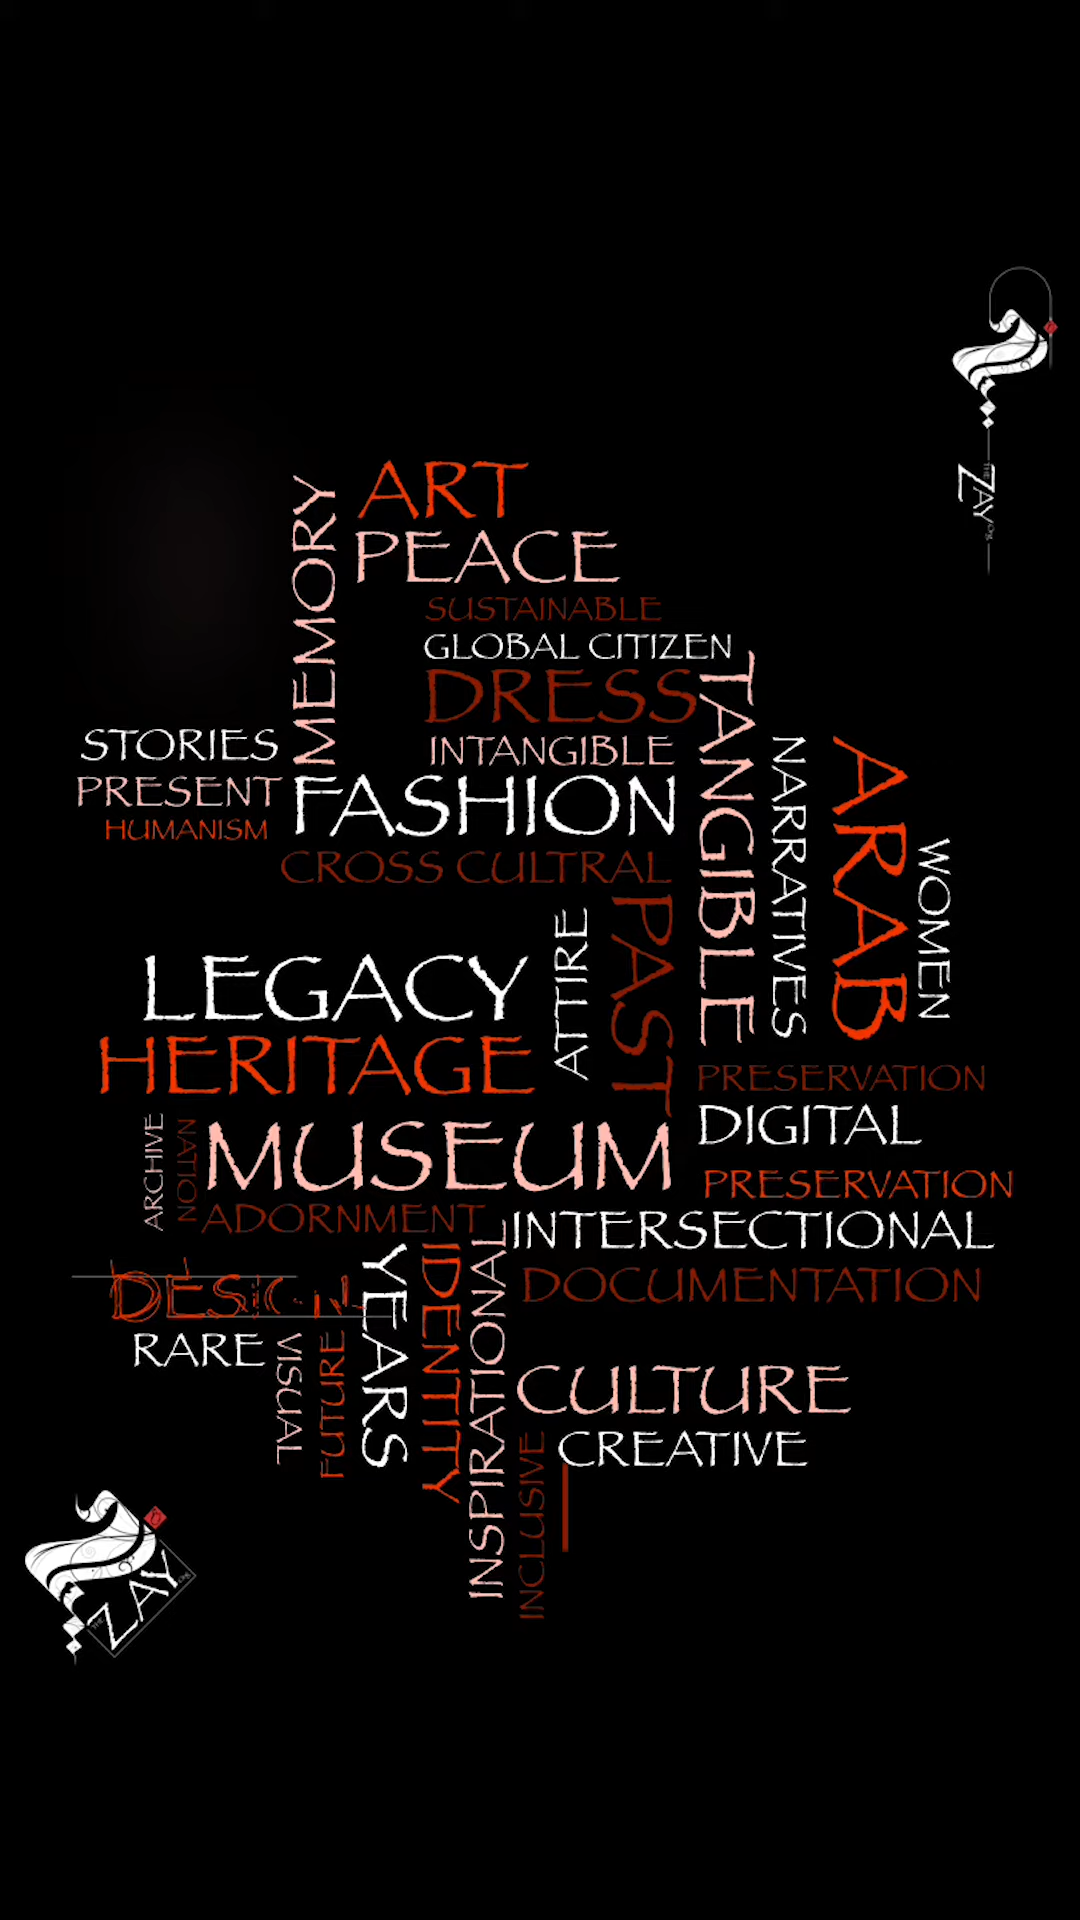 THE
ZAY
ART
MEMORY
PEACE
SUSTAINABLE
GLOBAL CITIZEN
DRESS
TANGIBLE
STORIES
INTANGIBLE
NARRATIVES
ARAB
PRESENT
FASHION
HUMANISM
WOMEN
CROSS CULTRAL
PAST
ATTIRE
LEGACY
HERITAGE
PRESERVATION
DIGITAL
ARCHIVE
NATION
MUSEUM
PRESERVATION
ADORNMENT
INTERSECTIONAL
YEARS
IDENTITY
INSPIRATIONAL
DESIGN
DOCUMENTATION
RARE
VISUAL
FUTURE
CULTURE
CREATIVE
INCLUSIVE
THE
ZAY